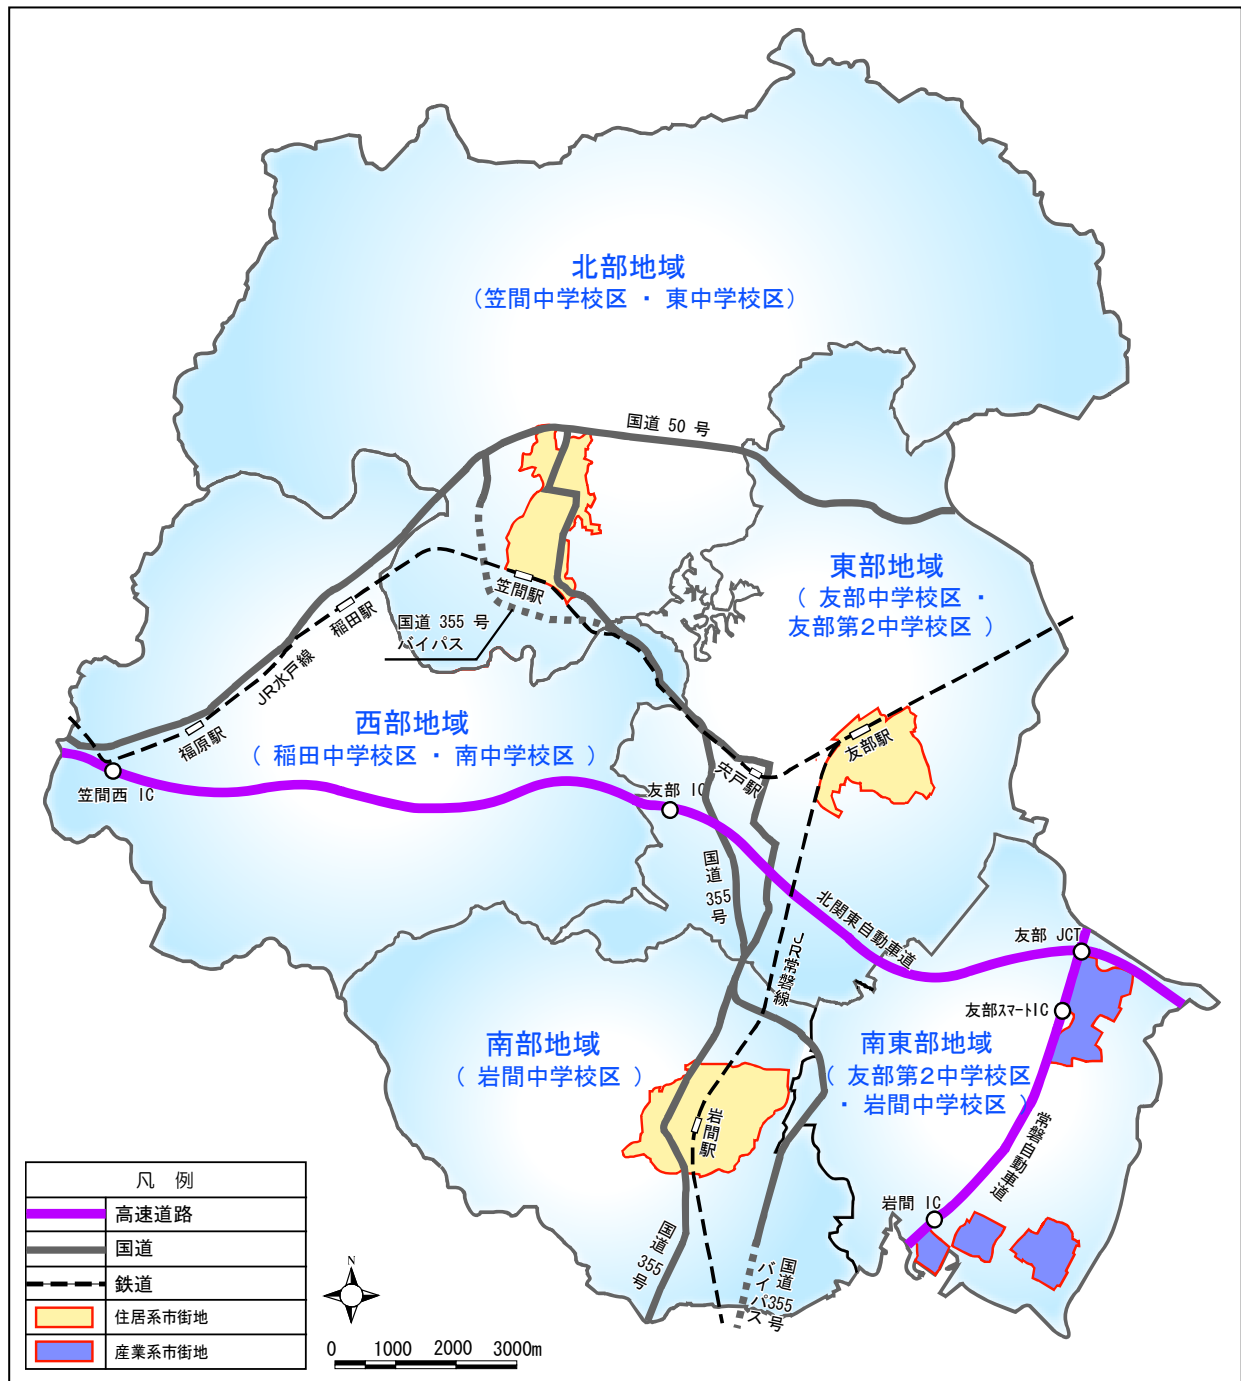 北部地域
（笠間中学校区 ・ 東中学校区）
国道 50 号
東部地域
（ 友部中学校区 ・
友部第2中学校区 ）
笠間駅
稲田駅
国道 355 号
バイパス
JR水戸線
福原駅
西部地域
（ 稲田中学校区 ・ 南中学校区 ）
友部駅
宍戸駅
笠間西 IC
友部 IC
国道 355 号
北関東自動車道
友部 JCT
JR常磐線
友部スマートIC
南部地域
（ 岩間中学校区 ）
南東部地域
（ 友部第2中学校区
・ 岩間中学校区 ）
岩間駅
常磐自動車道
岩間 IC
国道 355 号
国道 355 号
バイパス
凡 例
高速道路
国道
鉄道
住居系市街地
産業系市街地
N
0 1000 2000 3000m